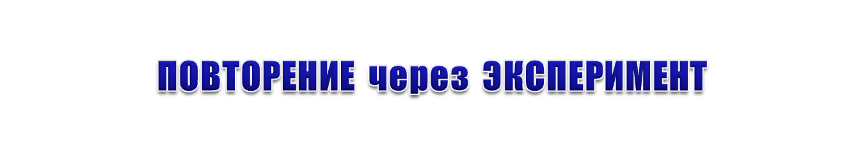 ПОВТОРЕНИЕ через ЭКСПЕРИМЕНТ